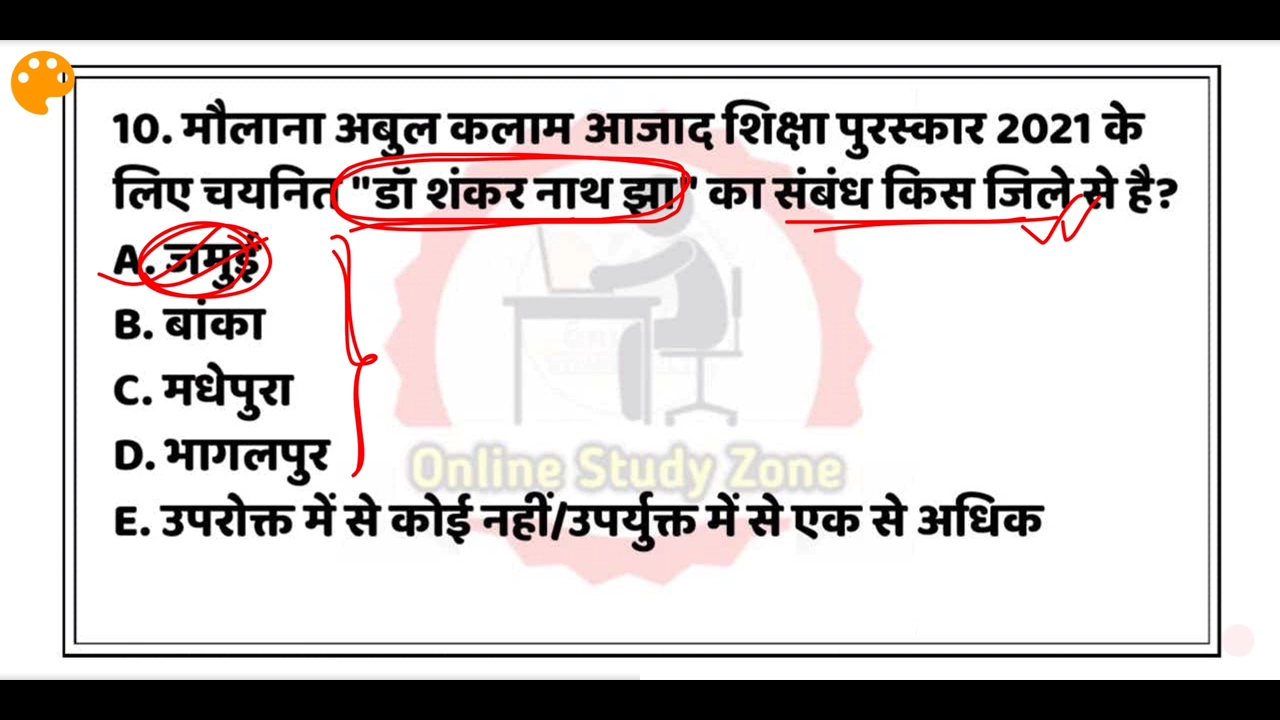 10. मौलाना अबुल कलाम आजाद शिक्षा पुरस्कार 2021 के
लिए चयनित "डॉ शंकर नाथ झा" का संबंध किस जिले से है?
A. जमुई
B. बांका
C. मधेपुरा
D. भागलपुर
Online Study Zone
E. उपरोक्त में से कोई नहीं/उपर्युक्त में से एक से अधिक